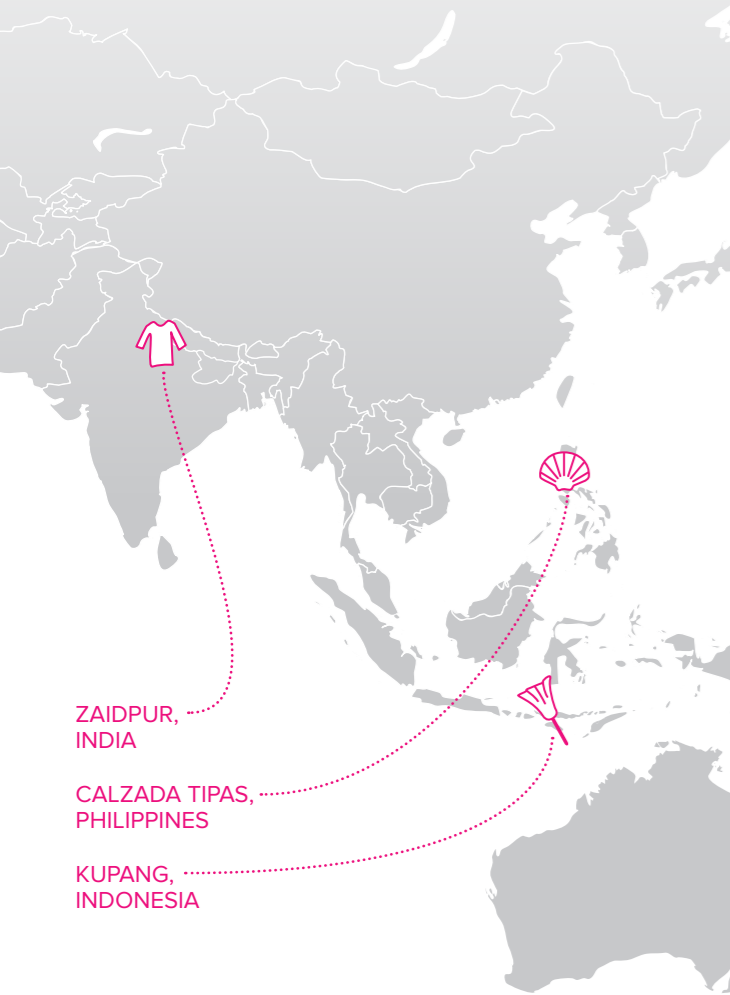 ZAIDPUR,
INDIA
CALZADA TIPAS,
PHILIPPINES
KUPANG,
INDONESIA